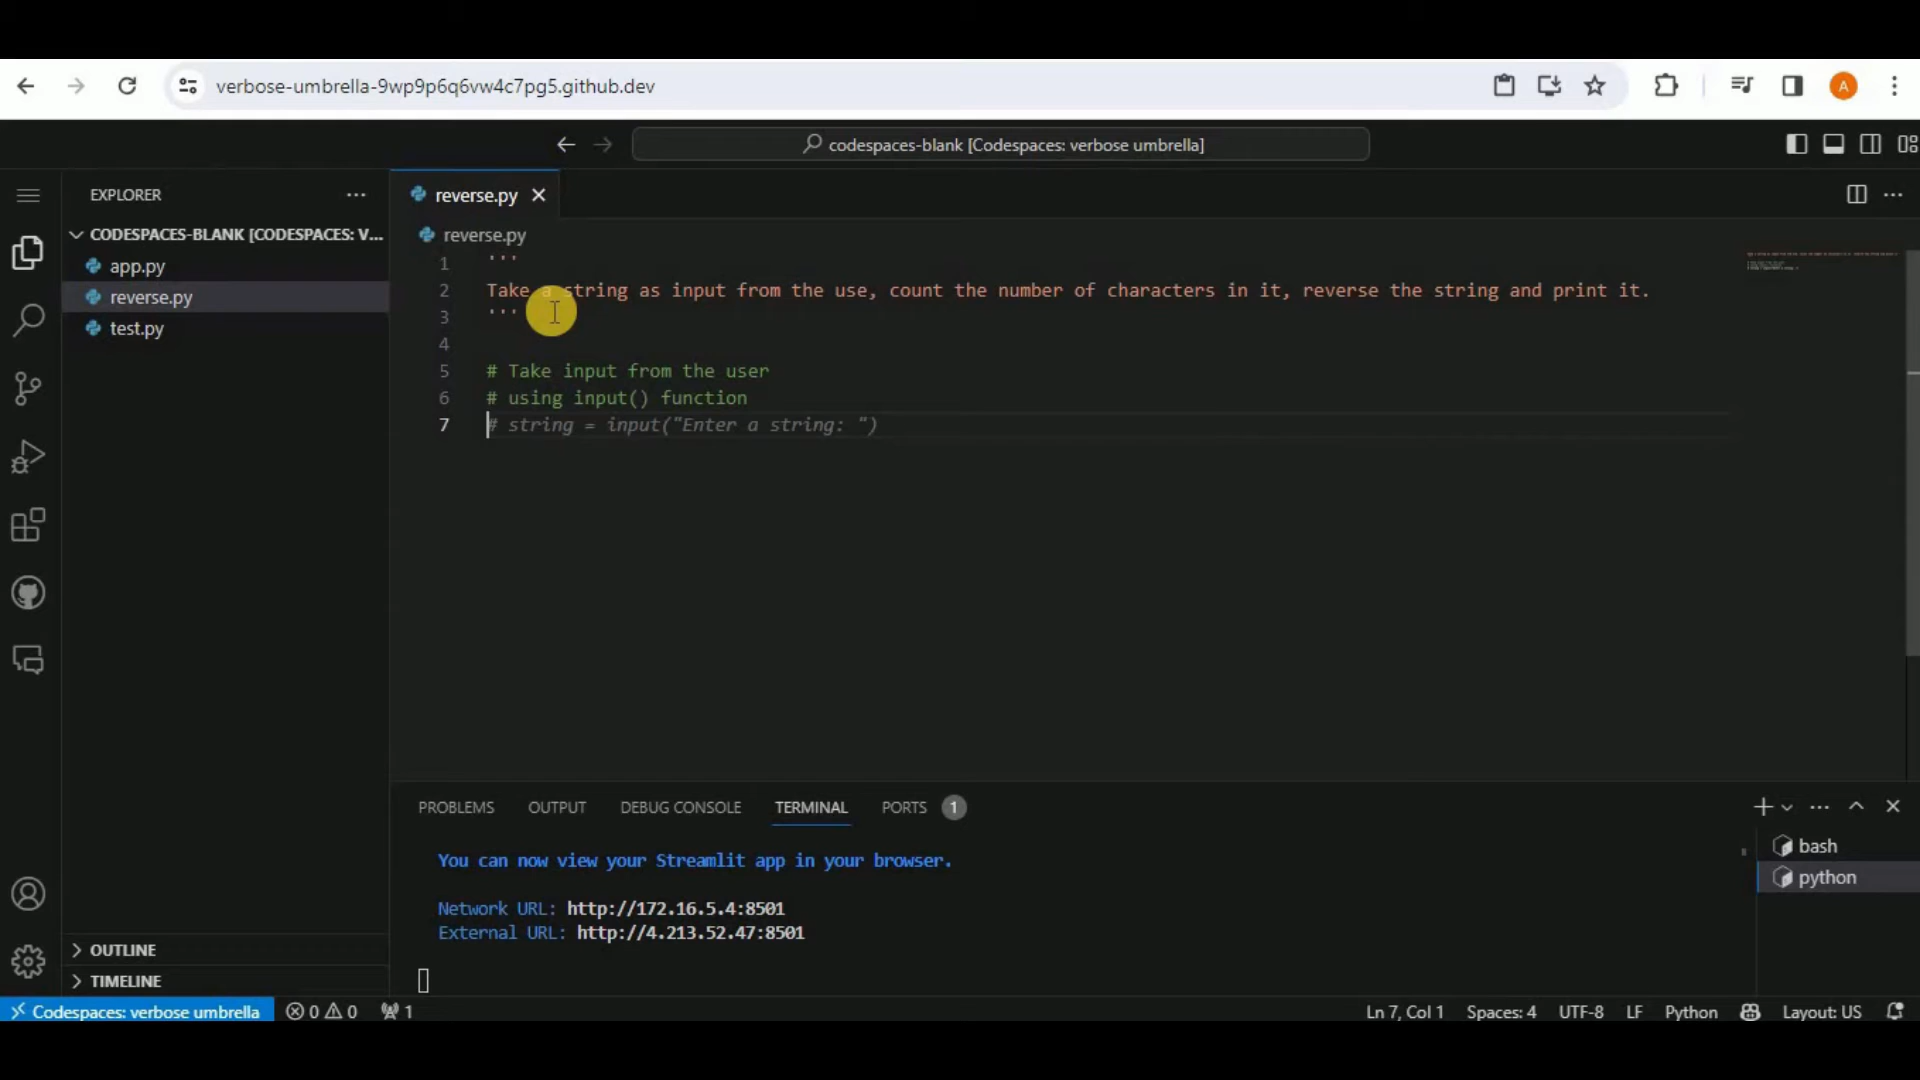 verbose-umbrella-9wp9p6q6vw4c7pg5.github.dev
A
codespaces-blank [Codespaces: verbose umbrella]
EXPLORER
CODESPACES-BLANK [CODESPACES: V...
app.py
reverse.py
test.py
OUTLINE
TIMELINE
reverse.py
reverse.py
1 '''
2 Take a string as input from the use, count the number of characters in it, reverse the string and print it.
3 '''
4
5 # Take input from the user
6 # using input() function
7 # string = input("Enter a string: ")
PROBLEMS OUTPUT DEBUG CONSOLE TERMINAL PORTS 1
You can now view your Streamlit app in your browser.
Network URL: http://172.16.5.4:8501
External URL: http://4.213.52.47:8501
bash
python
Codespaces: verbose umbrella 0 0 1 Ln 7, Col 1 Spaces: 4 UTF-8 LF Python Layout: US